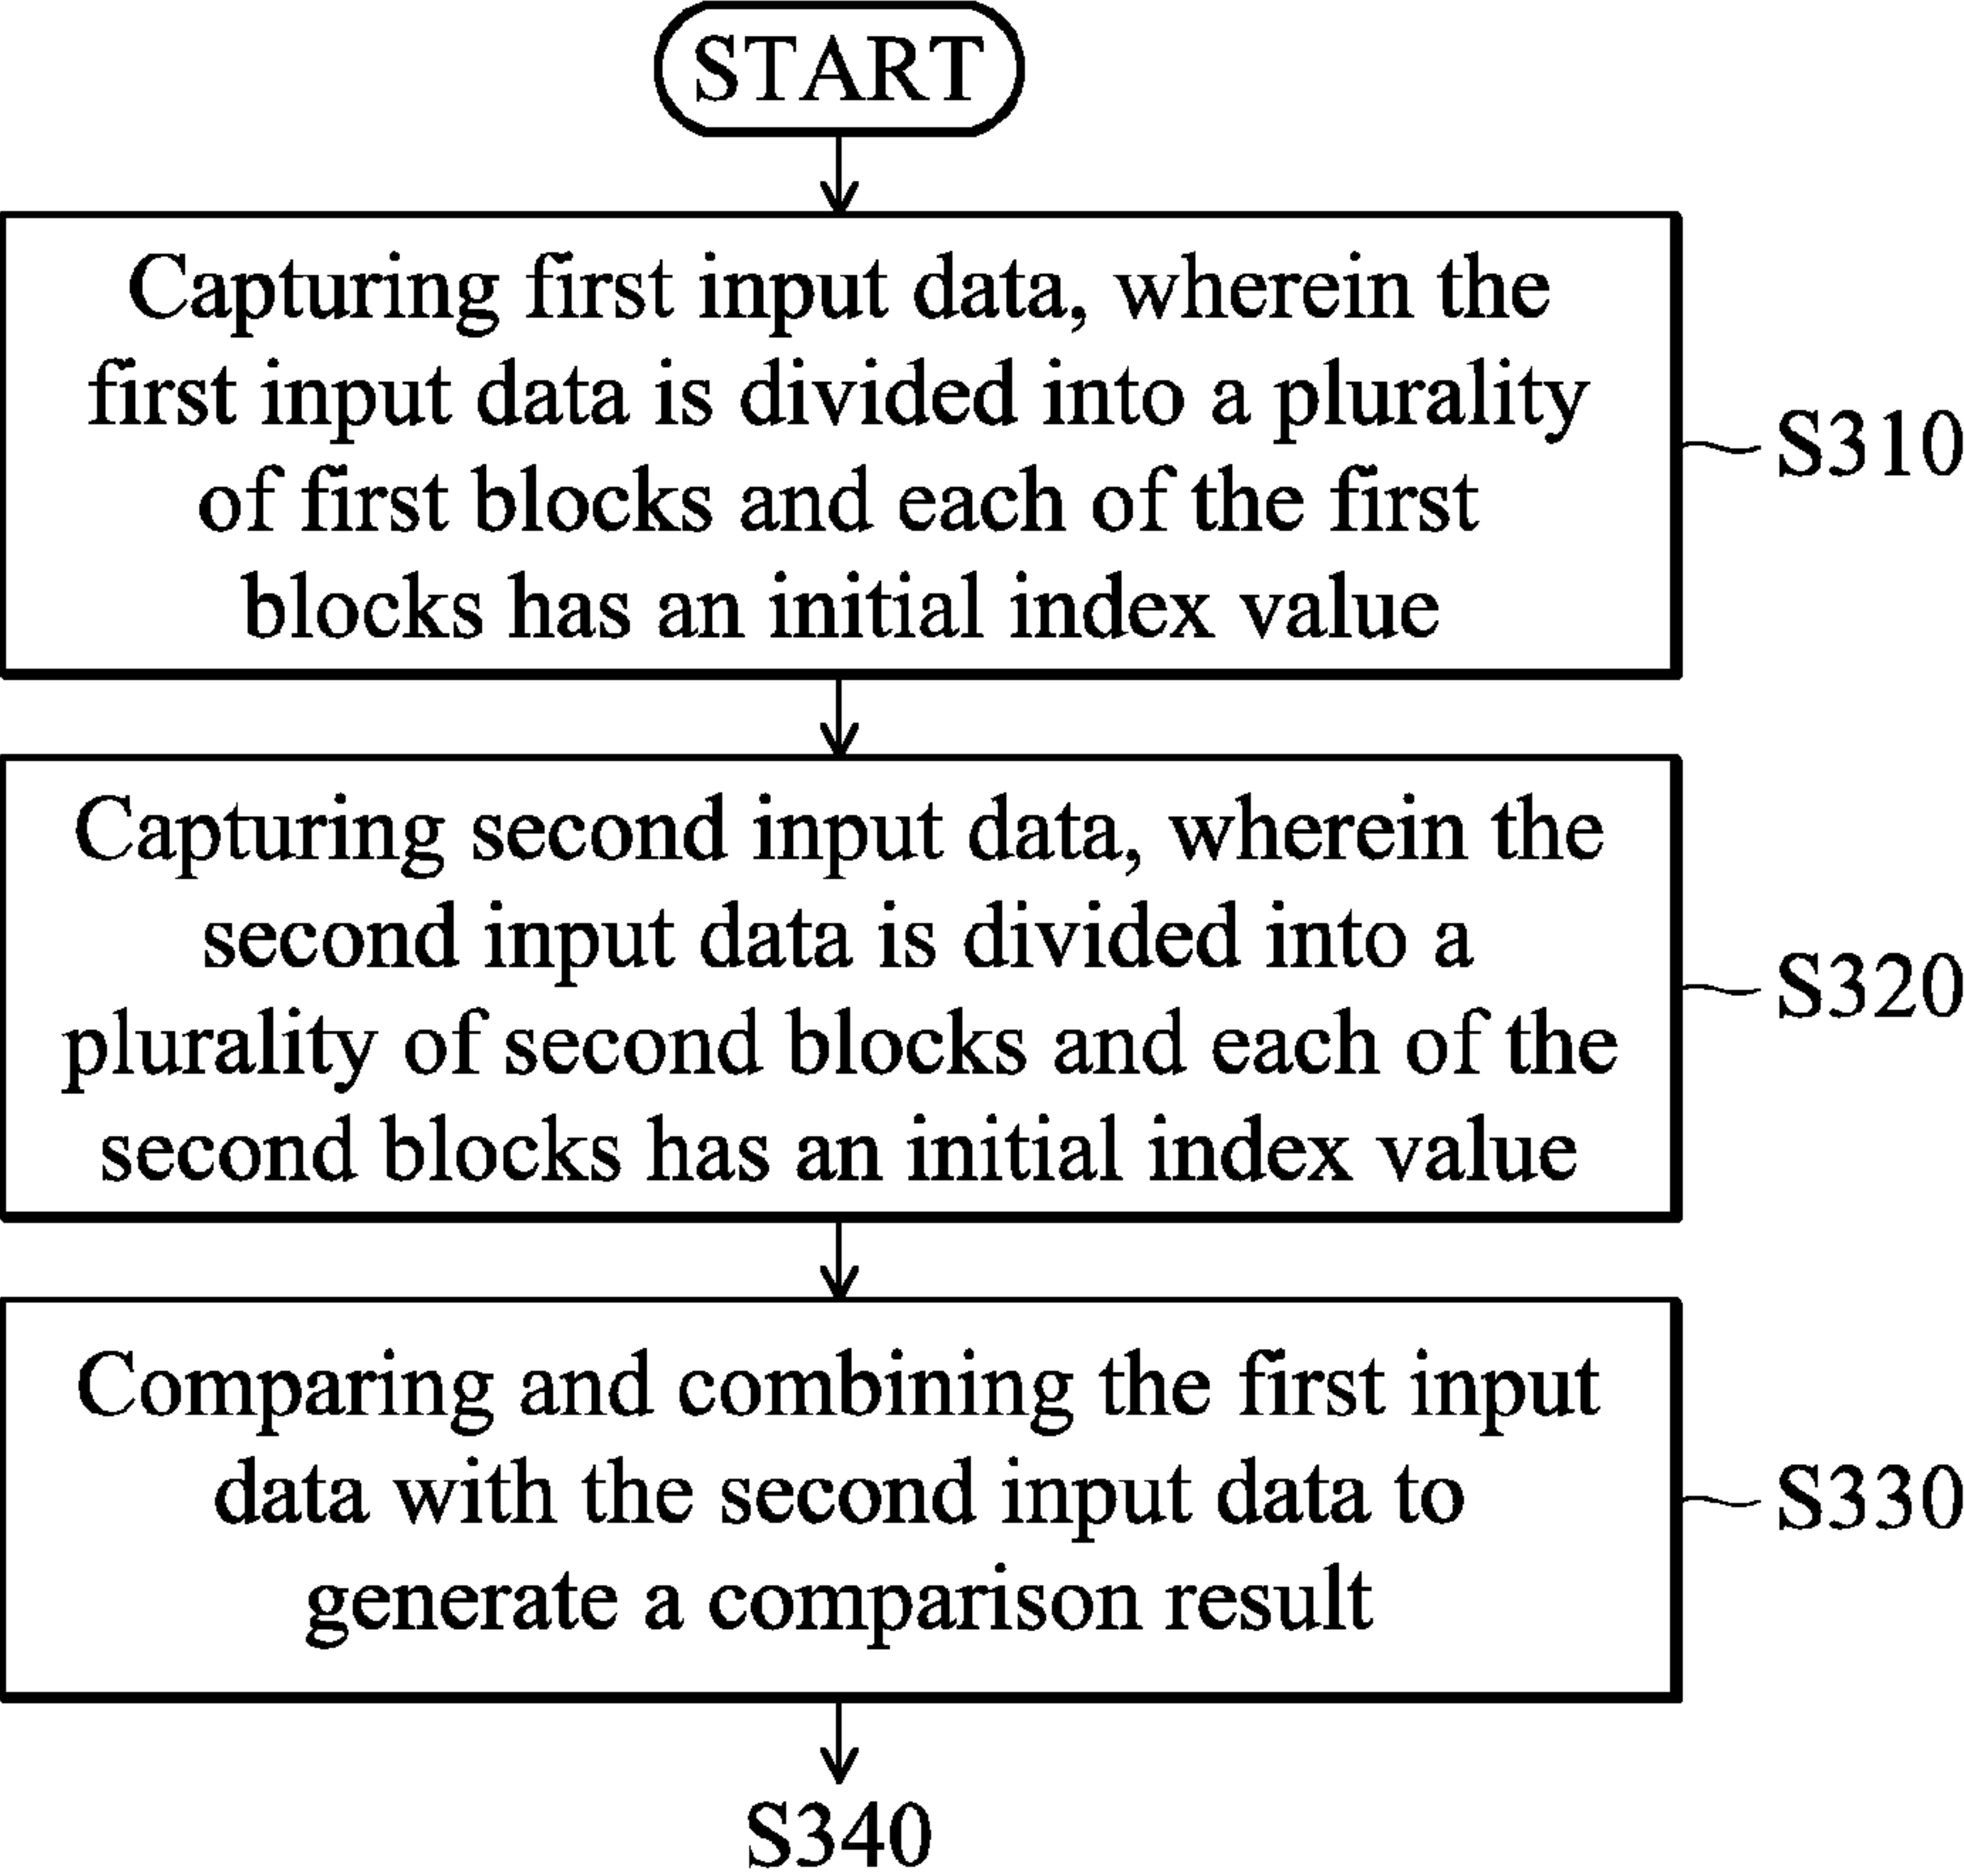 START
Capturing first input data, wherein the
first input data is divided into a plurality
of first blocks and each of the first
blocks has an initial index value
S310
Capturing second input data, wherein the
second input data is divided into a
plurality of second blocks and each of the
second blocks has an initial index value
S320
Comparing and combining the first input
data with the second input data to
generate a comparison result
S330
S340